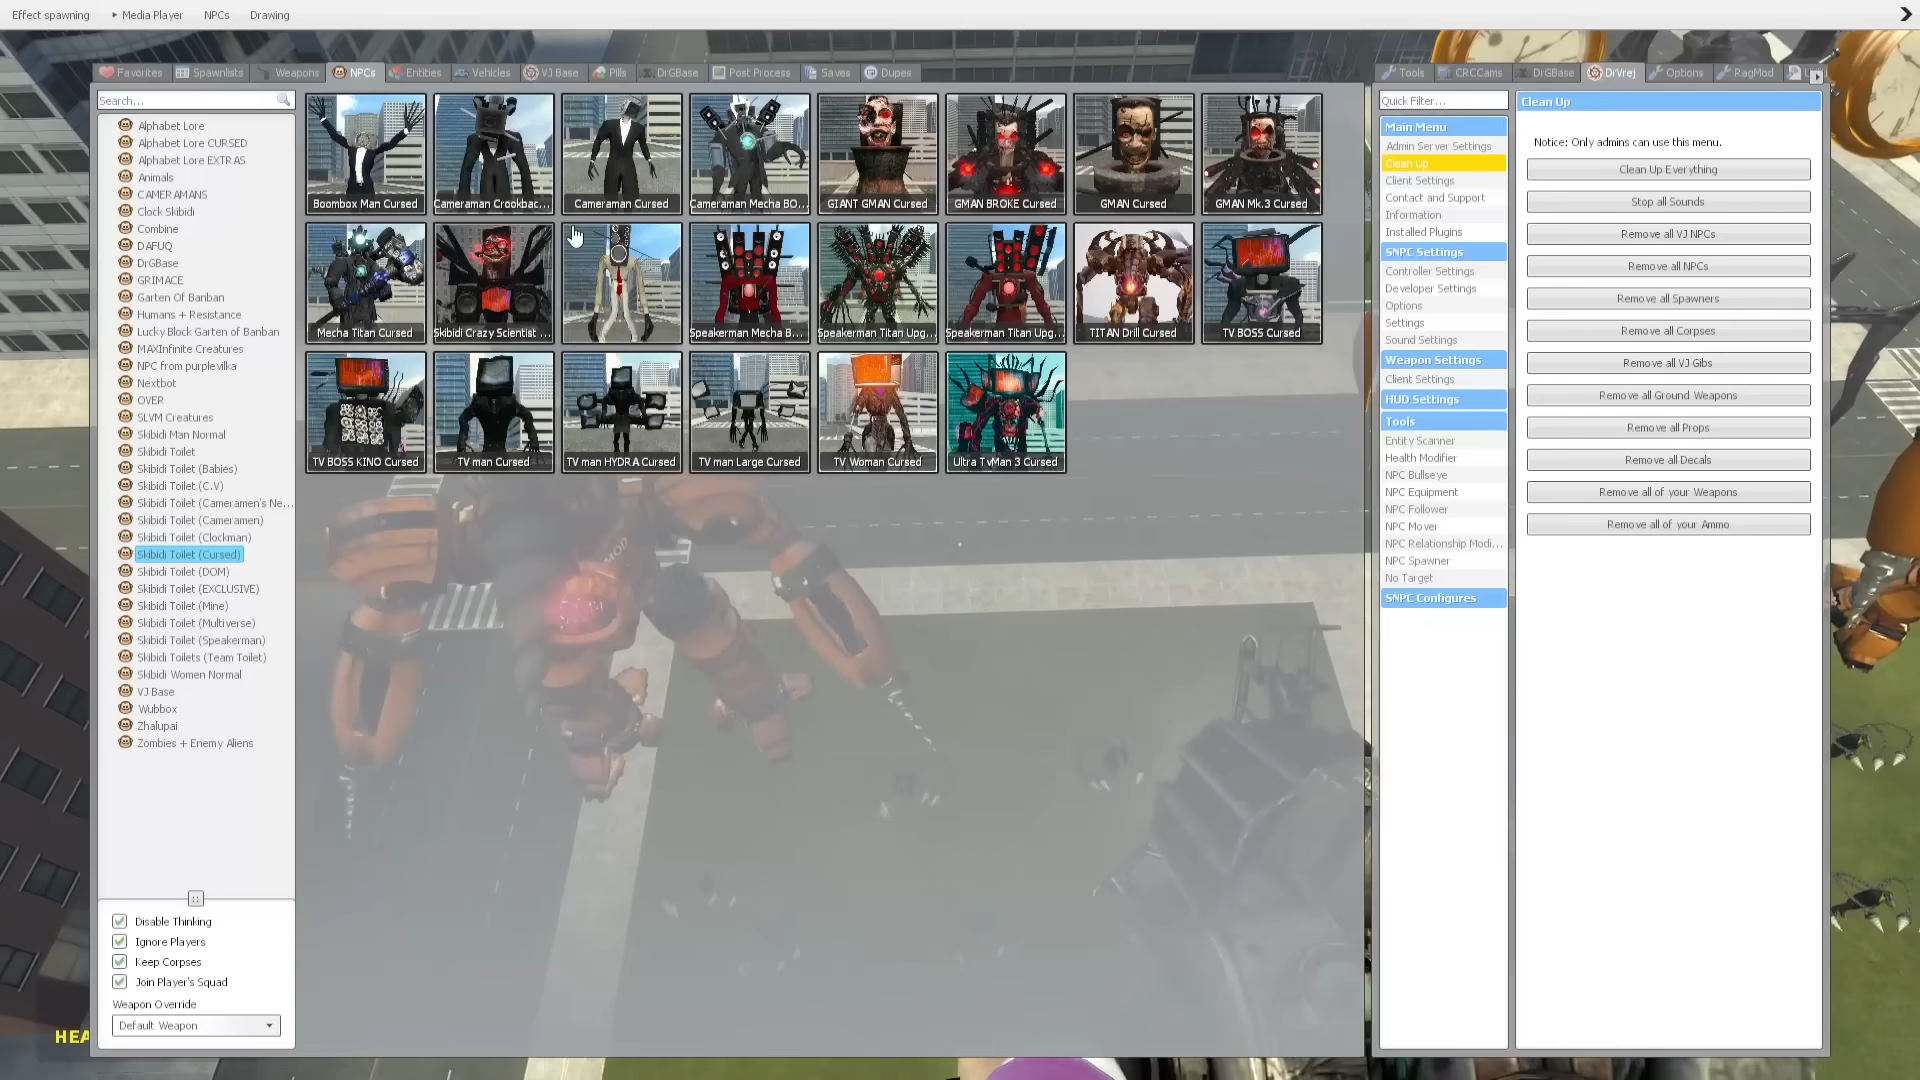 Effect spawning Media Player NPCs Drawing
Favorites Spawnlists Weapons NPCs Entities Vehicles VJ Base Pills DrGBase Post Process Saves Dupes
Tools CRCCams DrGBase DrVrej Options RagMod
Search...
Alphabet Lore
Alphabet Lore CURSED
Alphabet Lore EXTRAS
Animals
CAMERAMANS
Clock Skibidi
Combine
DAFUQ
DrGBase
GRIMACE
Garten Of Banban
Humans + Resistance
Lucky Block Garten of Banban
MAXInfinite Creatures
NPC from purplevilka
Nextbot
OVER
SLVM Creatures
Skibidi Man Normal
Skibidi Toilet
Skibidi Toilet (Babies)
Skibidi Toilet (C.V)
Skibidi Toilet (Cameramen's Ne...
Skibidi Toilet (Cameramen)
Skibidi Toilet (Clockman)
Skibidi Toilet (Cursed)
Skibidi Toilet (DOM)
Skibidi Toilet (EXCLUSIVE)
Skibidi Toilet (Mine)
Skibidi Toilet (Multiverse)
Skibidi Toilet (Speakerman)
Skibidi Toilets (Team Toilet)
Skibidi Women Normal
VJ Base
Wubbox
Zhalupai
Zombies + Enemy Aliens
Disable Thinking
Ignore Players
Keep Corpses
Join Player's Squad
Weapon Override
Default Weapon
HEA
Boombox Man Cursed
Cameraman Crookbac...
Cameraman Cursed
Cameraman Mecha BO...
GIANT GMAN Cursed
GMAN BROKE Cursed
GMAN Cursed
GMAN Mk.3 Cursed
Mecha Titan Cursed
Skibidi Crazy Scientist ...
Speakerman Mecha B...
Speakerman Titan Upg...
Speakerman Titan Upg...
TITAN Drill Cursed
TV BOSS Cursed
TV BOSS KINO Cursed
TV man Cursed
TV man HYDRA Cursed
TV man Large Cursed
TV Woman Cursed
Ultra TvMan 3 Cursed
MOD
Quick Filter...
Main Menu
Admin Server Settings
Clean Up
Client Settings
Contact and Support
Information
Installed Plugins
SNPC Settings
Controller Settings
Developer Settings
Options
Settings
Sound Settings
Weapon Settings
Client Settings
HUD Settings
Tools
Entity Scanner
Health Modifier
NPC Bullseye
NPC Equipment
NPC Follower
NPC Mover
NPC Relationship Modi...
NPC Spawner
No Target
SNPC Configures
Clean Up
Notice: Only admins can use this menu.
Clean Up Everything
Stop all Sounds
Remove all VJ NPCs
Remove all NPCs
Remove all Spawners
Remove all Corpses
Remove all VJ Gibs
Remove all Ground Weapons
Remove all Props
Remove all Decals
Remove all of your Weapons
Remove all of your Ammo